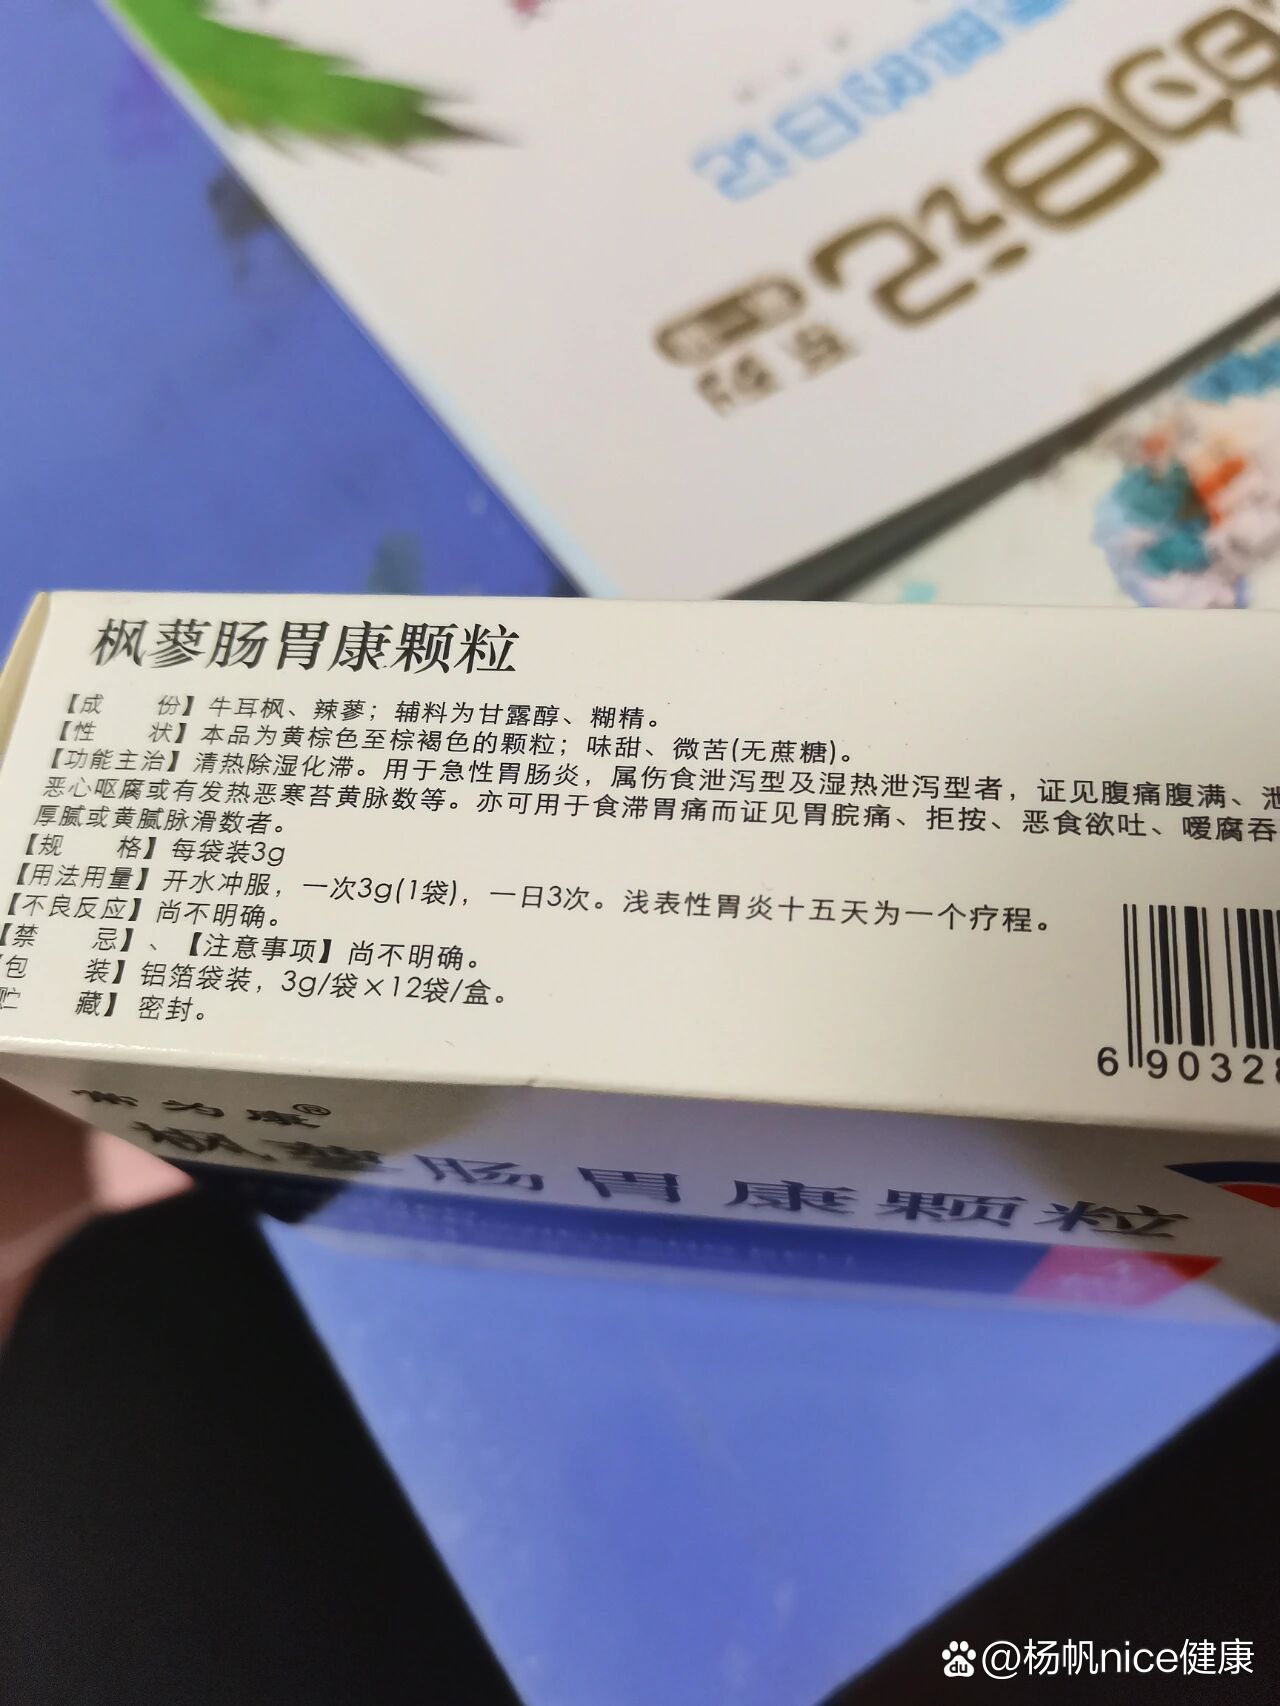 枫蓼肠胃康颗粒
【成 份】牛耳枫、辣蓼；辅料为甘露醇、糊精。
【性 状】本品为黄棕色至棕褐色的颗粒；味甜、微苦(无蔗糖)。
【功能主治】清热除湿化滞。用于急性胃肠炎，属伤食泄泻型及湿热泄泻型者，证见腹痛腹满、泄
恶心呕腐或有发热恶寒苔黄脉数等。亦可用于食滞胃痛而证见胃脘痛、拒按、恶食欲吐、嗳腐吞
厚腻或黄腻脉滑数者。
【规 格】每袋装3g
【用法用量】开水冲服，一次3g(1袋)，一日3次。浅表性胃炎十五天为一个疗程。
【不良反应】尚不明确。
【禁 忌】、【注意事项】尚不明确。
包 装】铝箔袋装，3g/袋×12袋/盒。
贮 藏】密封。
6 90328
为康®
枫蓼肠胃康颗粒
@杨帆nice健康